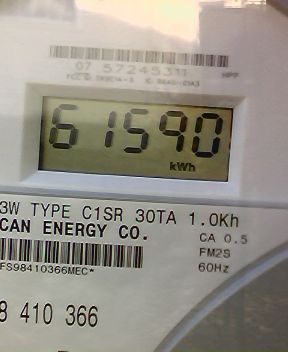 07 57245311 NPP
61590
kWh
3W TYPE C1SR 30TA 1.0Kh
CAN ENERGY CO. CA 0.5
FM2S
FS98410366MEC* 60Hz
8 410 366